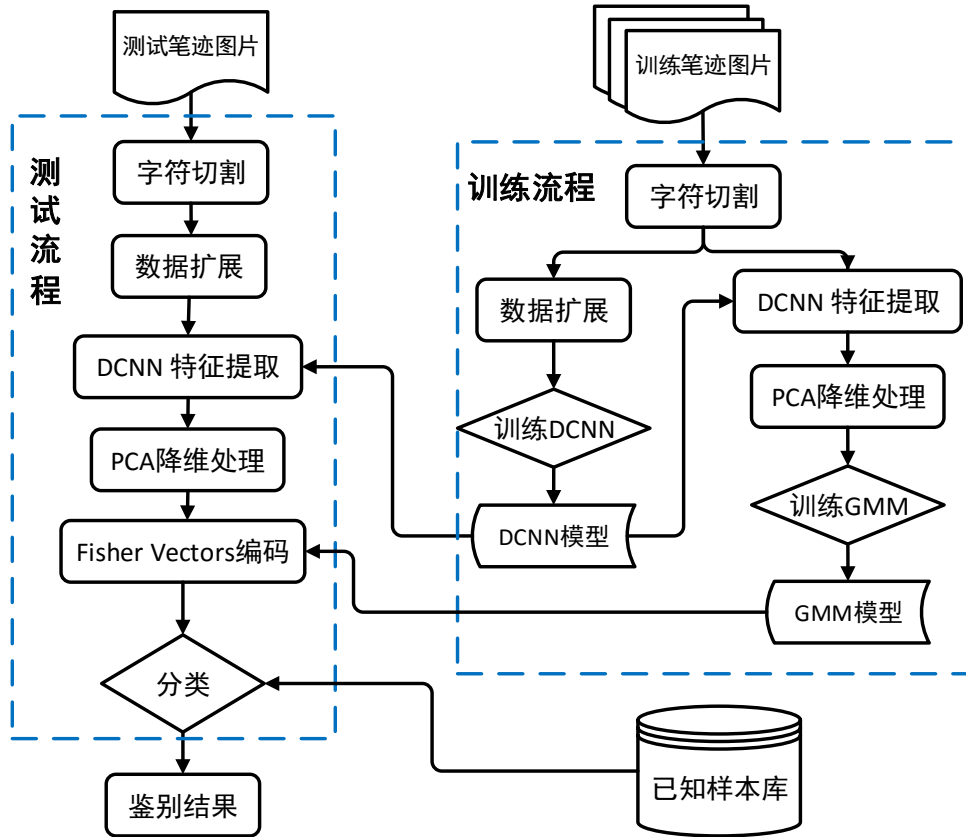 测试笔迹图片
训练笔迹图片
测试流程
字符切割
数据扩展
DCNN 特征提取
PCA降维处理
Fisher Vectors编码
分类
鉴别结果
训练流程
字符切割
数据扩展
训练DCNN
DCNN模型
DCNN 特征提取
PCA降维处理
训练GMM
GMM模型
已知样本库